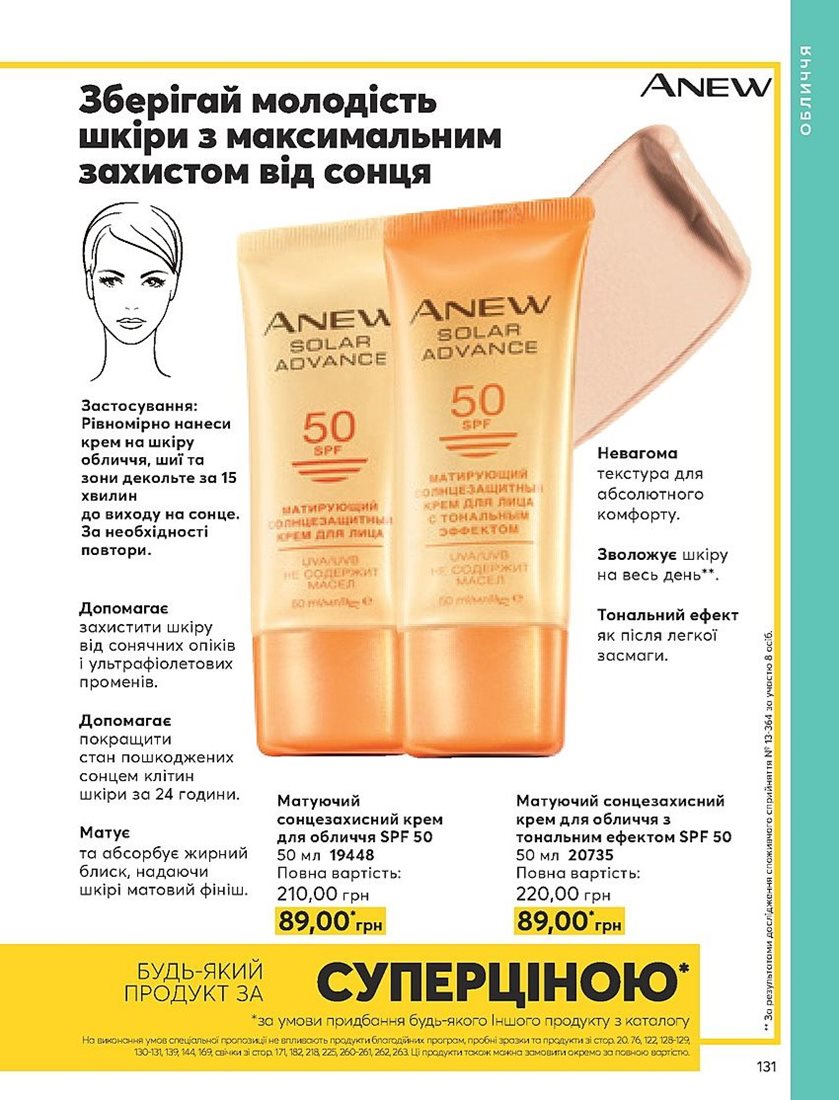 ОБЛИЧЧЯ
ANEW
Зберігай молодість
шкіри з максимальним
захистом від сонця
ANEW
SOLAR
ADVANCE
50
SPF
МАТИРУЮЩИЙ
СОЛНЦЕЗАЩИТНЫЙ
КРЕМ ДЛЯ ЛИЦА
UVA/UVB
НЕ СОДЕРЖИТ
МАСЕЛ
ANEW
SOLAR
ADVANCE
50
SPF
МАТИРУЮЩИЙ
СОЛНЦЕЗАЩИТНЫЙ
КРЕМ ДЛЯ ЛИЦА
С ТОНАЛЬНЫМ
ЭФФЕКТОМ
UVA/UVB
НЕ СОДЕРЖИТ
МАСЕЛ
Застосування:
Рівномірно нанеси
крем на шкіру
обличчя, шиї та
зони декольте за 15
хвилин
до виходу на сонце.
За необхідності
повтори.
Допомагає
захистити шкіру
від сонячних опіків
і ультрафіолетових
променів.
Допомагає
покращити
стан пошкоджених
сонцем клітин
шкіри за 24 години.
Матує
та абсорбує жирний
блиск, надаючи
шкірі матовий фініш.
Невагома
текстура для
абсолютного
комфорту.
Зволожує шкіру
на весь день**.
Тональний ефект
як після легкої
засмаги.
Матуючий
сонцезахисний крем
для обличчя SPF 50
50 мл 19448
Повна вартість:
210,00 грн
89,00*грн
Матуючий сонцезахисний
крем для обличчя з
тональним ефектом SPF 50
50 мл 20735
Повна вартість:
220,00 грн
89,00*грн
** За результатами дослідження споживчого сприйняття № 13-364 за участю 8 осіб.
БУДЬ-ЯКИЙ
ПРОДУКТ ЗА
СУПЕРЦІНОЮ*
*за умови придбання будь-якого Іншого продукту з каталогу
На виконання умов спеціальної пропозиції не впливають продукти благодійних програм, пробні зразки та продукти зі стор. 20. 76, 122, 128-129,
130-131, 139, 144, 169, свічки зі стор. 171, 182, 218, 225, 260-261, 262, 263. Ці продукти також можна замовити окремо за повною вартістю.
131